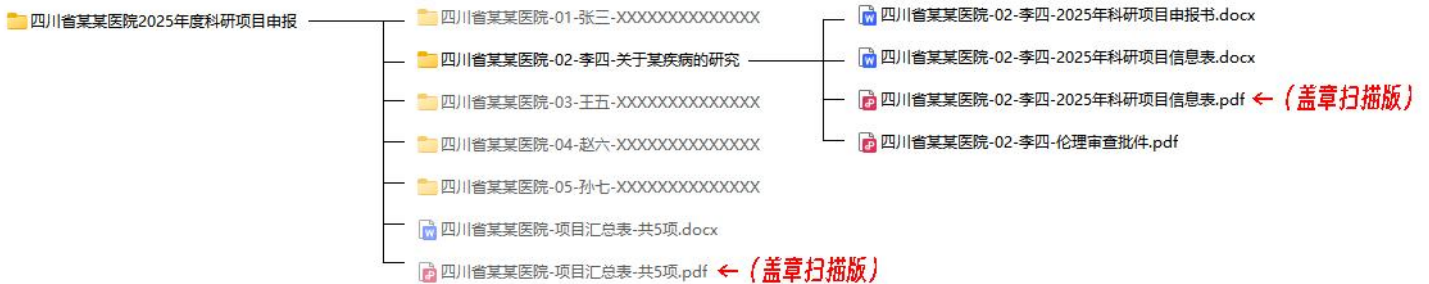 四川省某某医院2025年度科研项目申报
四川省某某医院-01-张三-XXXXXXXXXXXXXX
四川省某某医院-02-李四-关于某疾病的研究
四川省某某医院-03-王五-XXXXXXXXXXXXXX
四川省某某医院-04-赵六-XXXXXXXXXXXXXX
四川省某某医院-05-孙七-XXXXXXXXXXXXXX
四川省某某医院-项目汇总表-共5项.docx
四川省某某医院-项目汇总表-共5项.pdf ←（盖章扫描版）
四川省某某医院-02-李四-2025年科研项目申报书.docx
四川省某某医院-02-李四-2025年科研项目信息表.docx
四川省某某医院-02-李四-2025年科研项目信息表.pdf ←（盖章扫描版）
四川省某某医院-02-李四-伦理审查批件.pdf